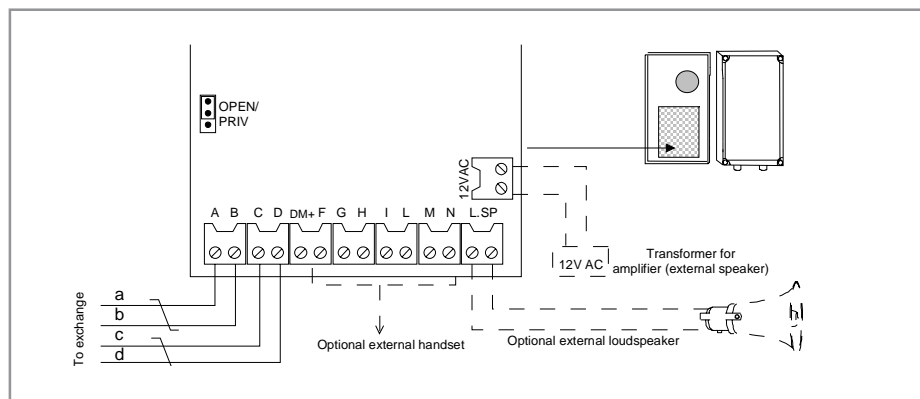 OPEN/
PRIV
12VAC
A B C D DM+ F G H I L M N L.SP
12V AC
Transformer for
amplifier (external speaker)
To exchange
a
b
c
d
Optional external handset
Optional external loudspeaker